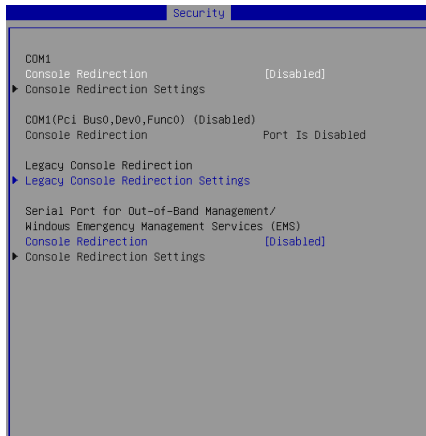 Security
COM1
Console Redirection [Disabled]
▶ Console Redirection Settings
COM1(Pci Bus0,Dev0,Func0) (Disabled)
Console Redirection Port Is Disabled
Legacy Console Redirection
▶ Legacy Console Redirection Settings
Serial Port for Out-of-Band Management/
Windows Emergency Management Services (EMS)
Console Redirection [Disabled]
▶ Console Redirection Settings